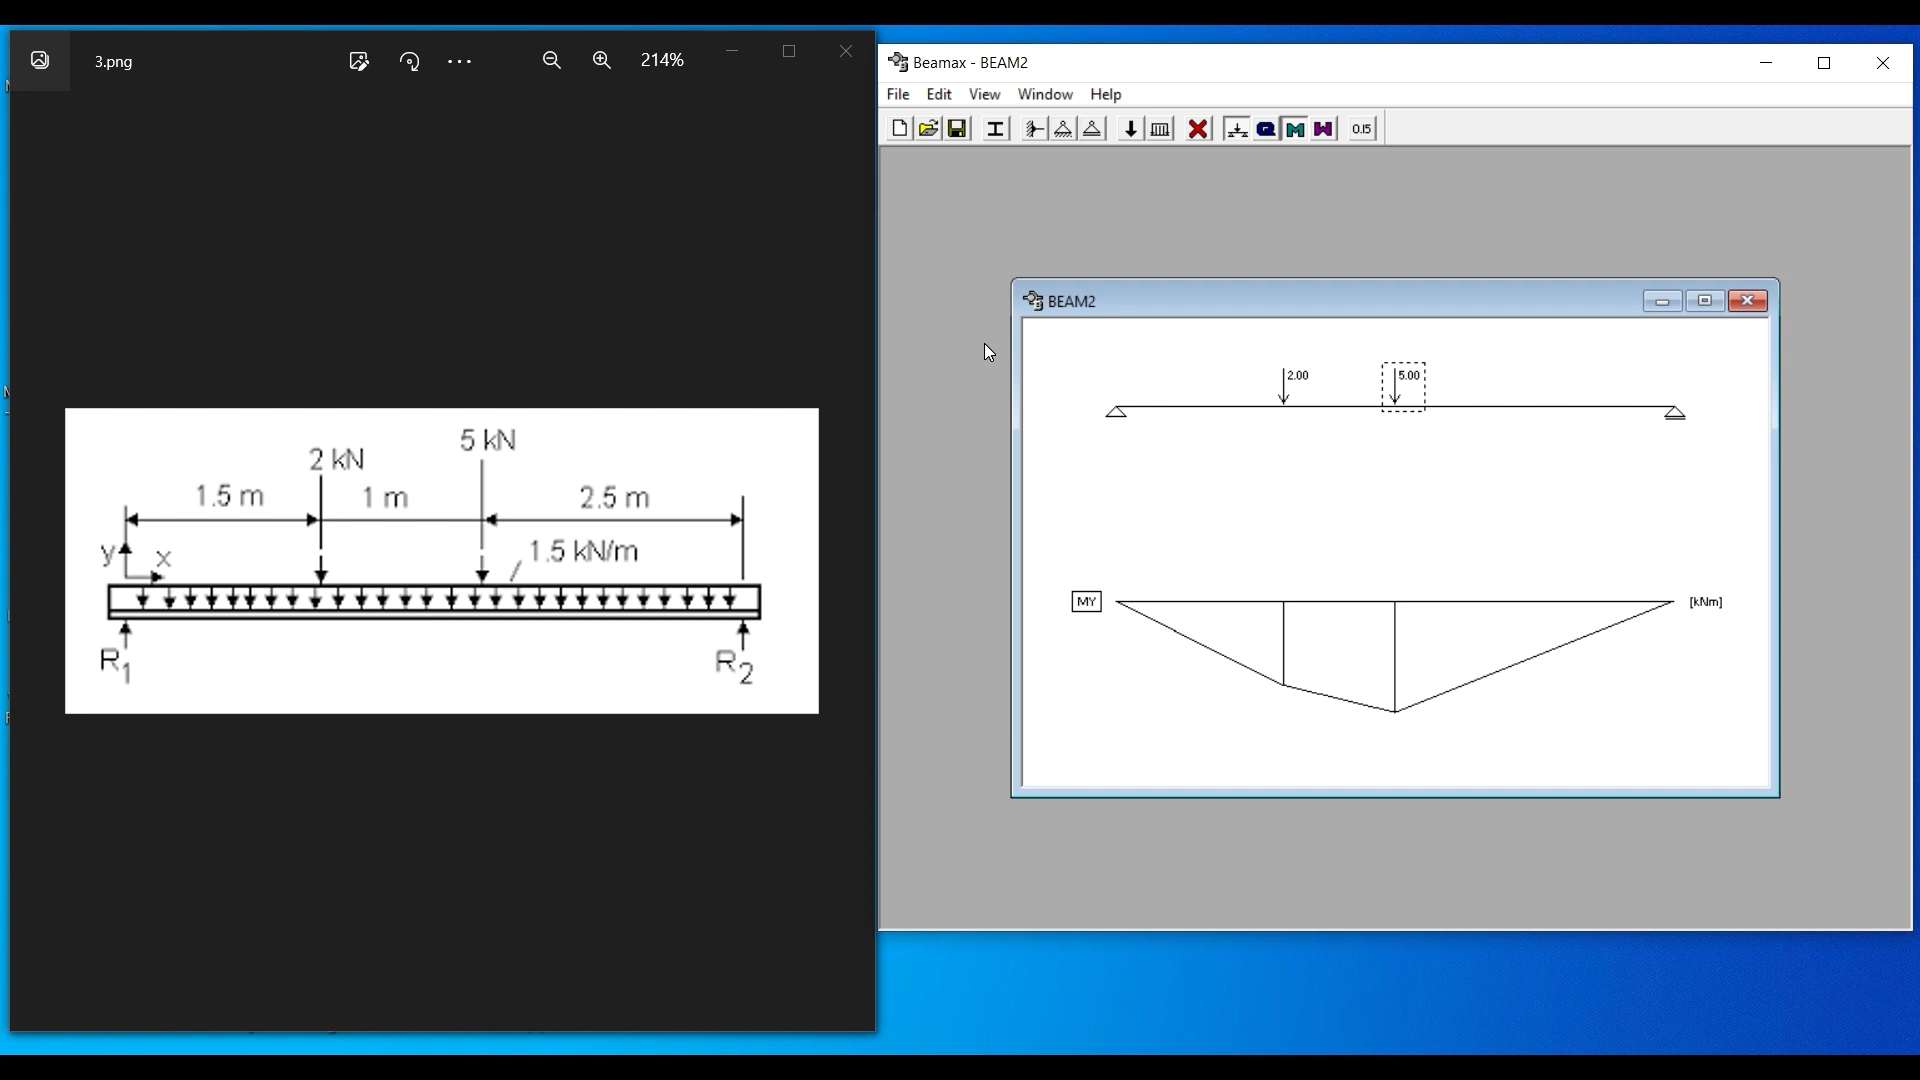 3.png
214%
5 kN
2 kN
1.5 m
1 m
2.5 m
y
x
1.5 kN/m
R1
R2
Beamax - BEAM2
File Edit View Window Help
Q M W 0.15
BEAM2
2.00
5.00
MY
[kNm]